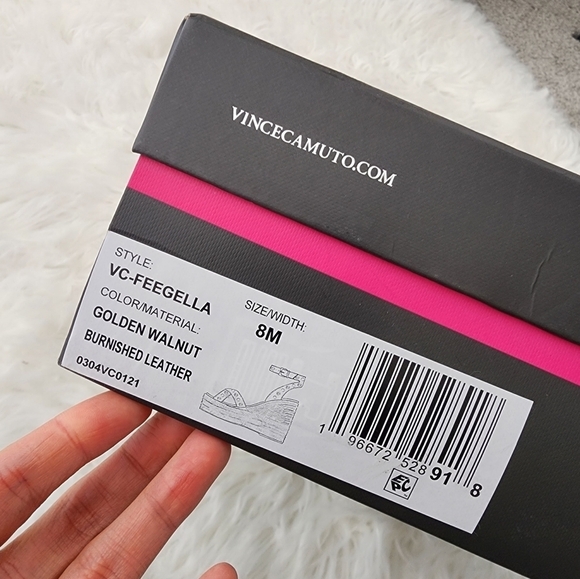 VINCECAMUTO.COM
STYLE:
VC-FEEGELLA
COLOR/MATERIAL:
GOLDEN WALNUT
BURNISHED LEATHER
0304VC0121
SIZE/WIDTH:
8M
1 96672 52891 8